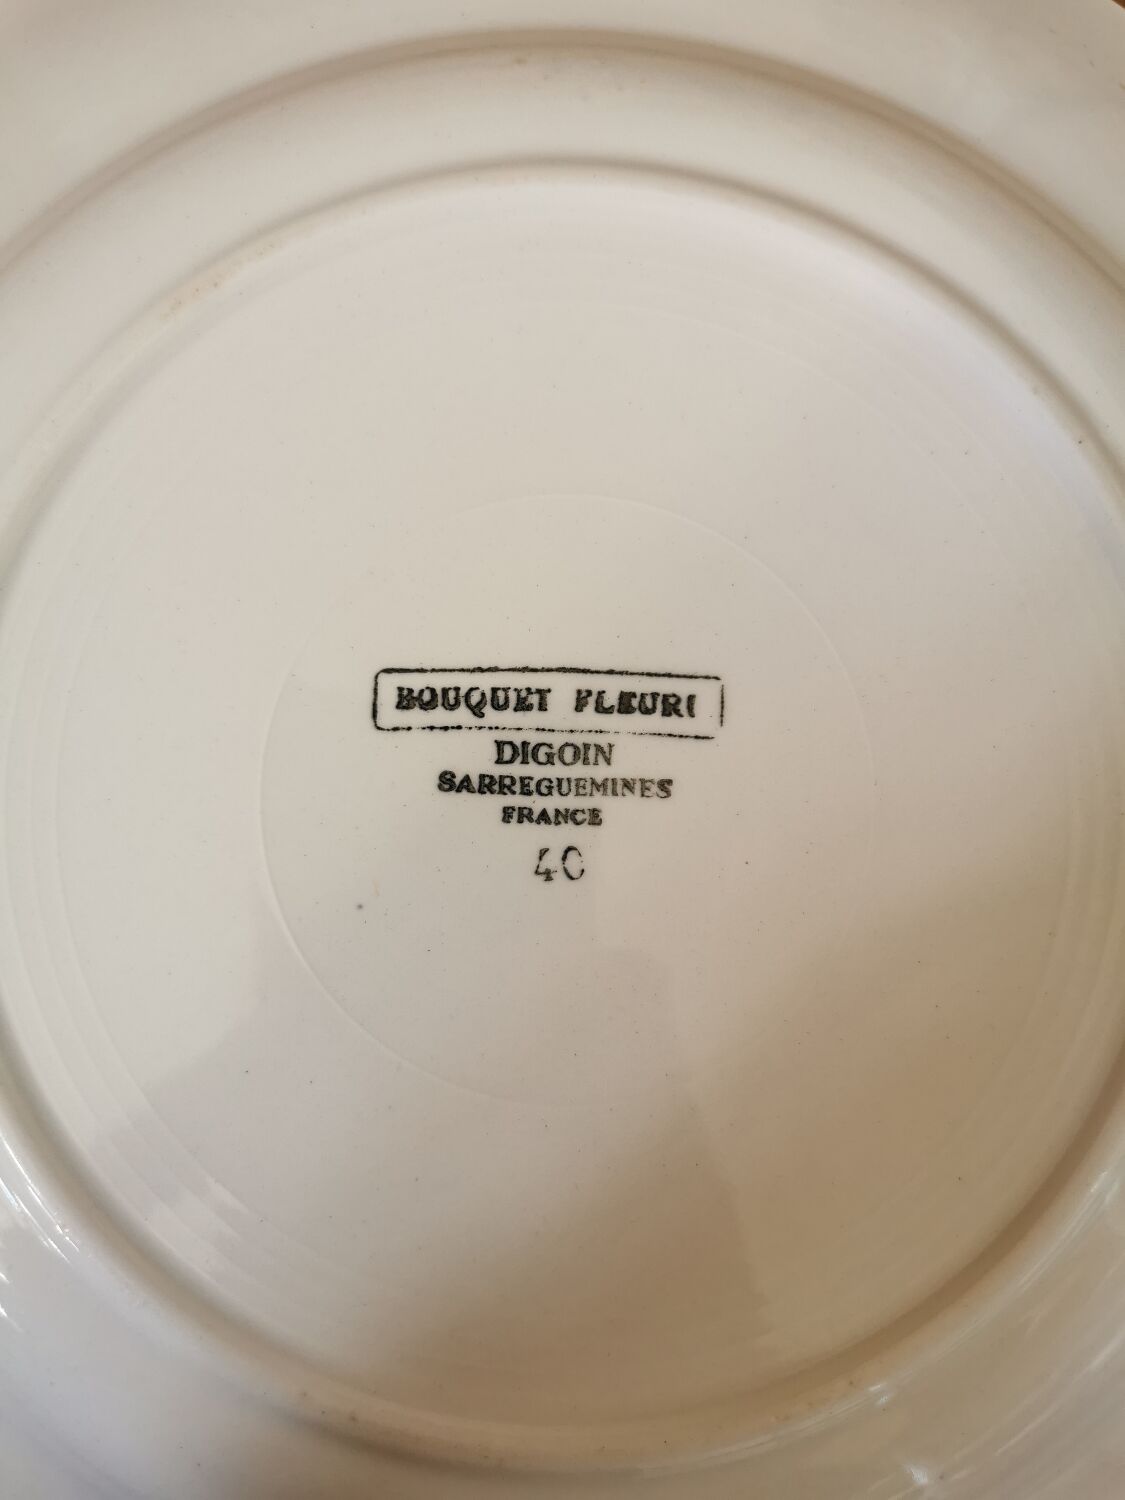 BOUQUET FLEURI
DIGOIN
SARREGUEMINES
FRANCE
40